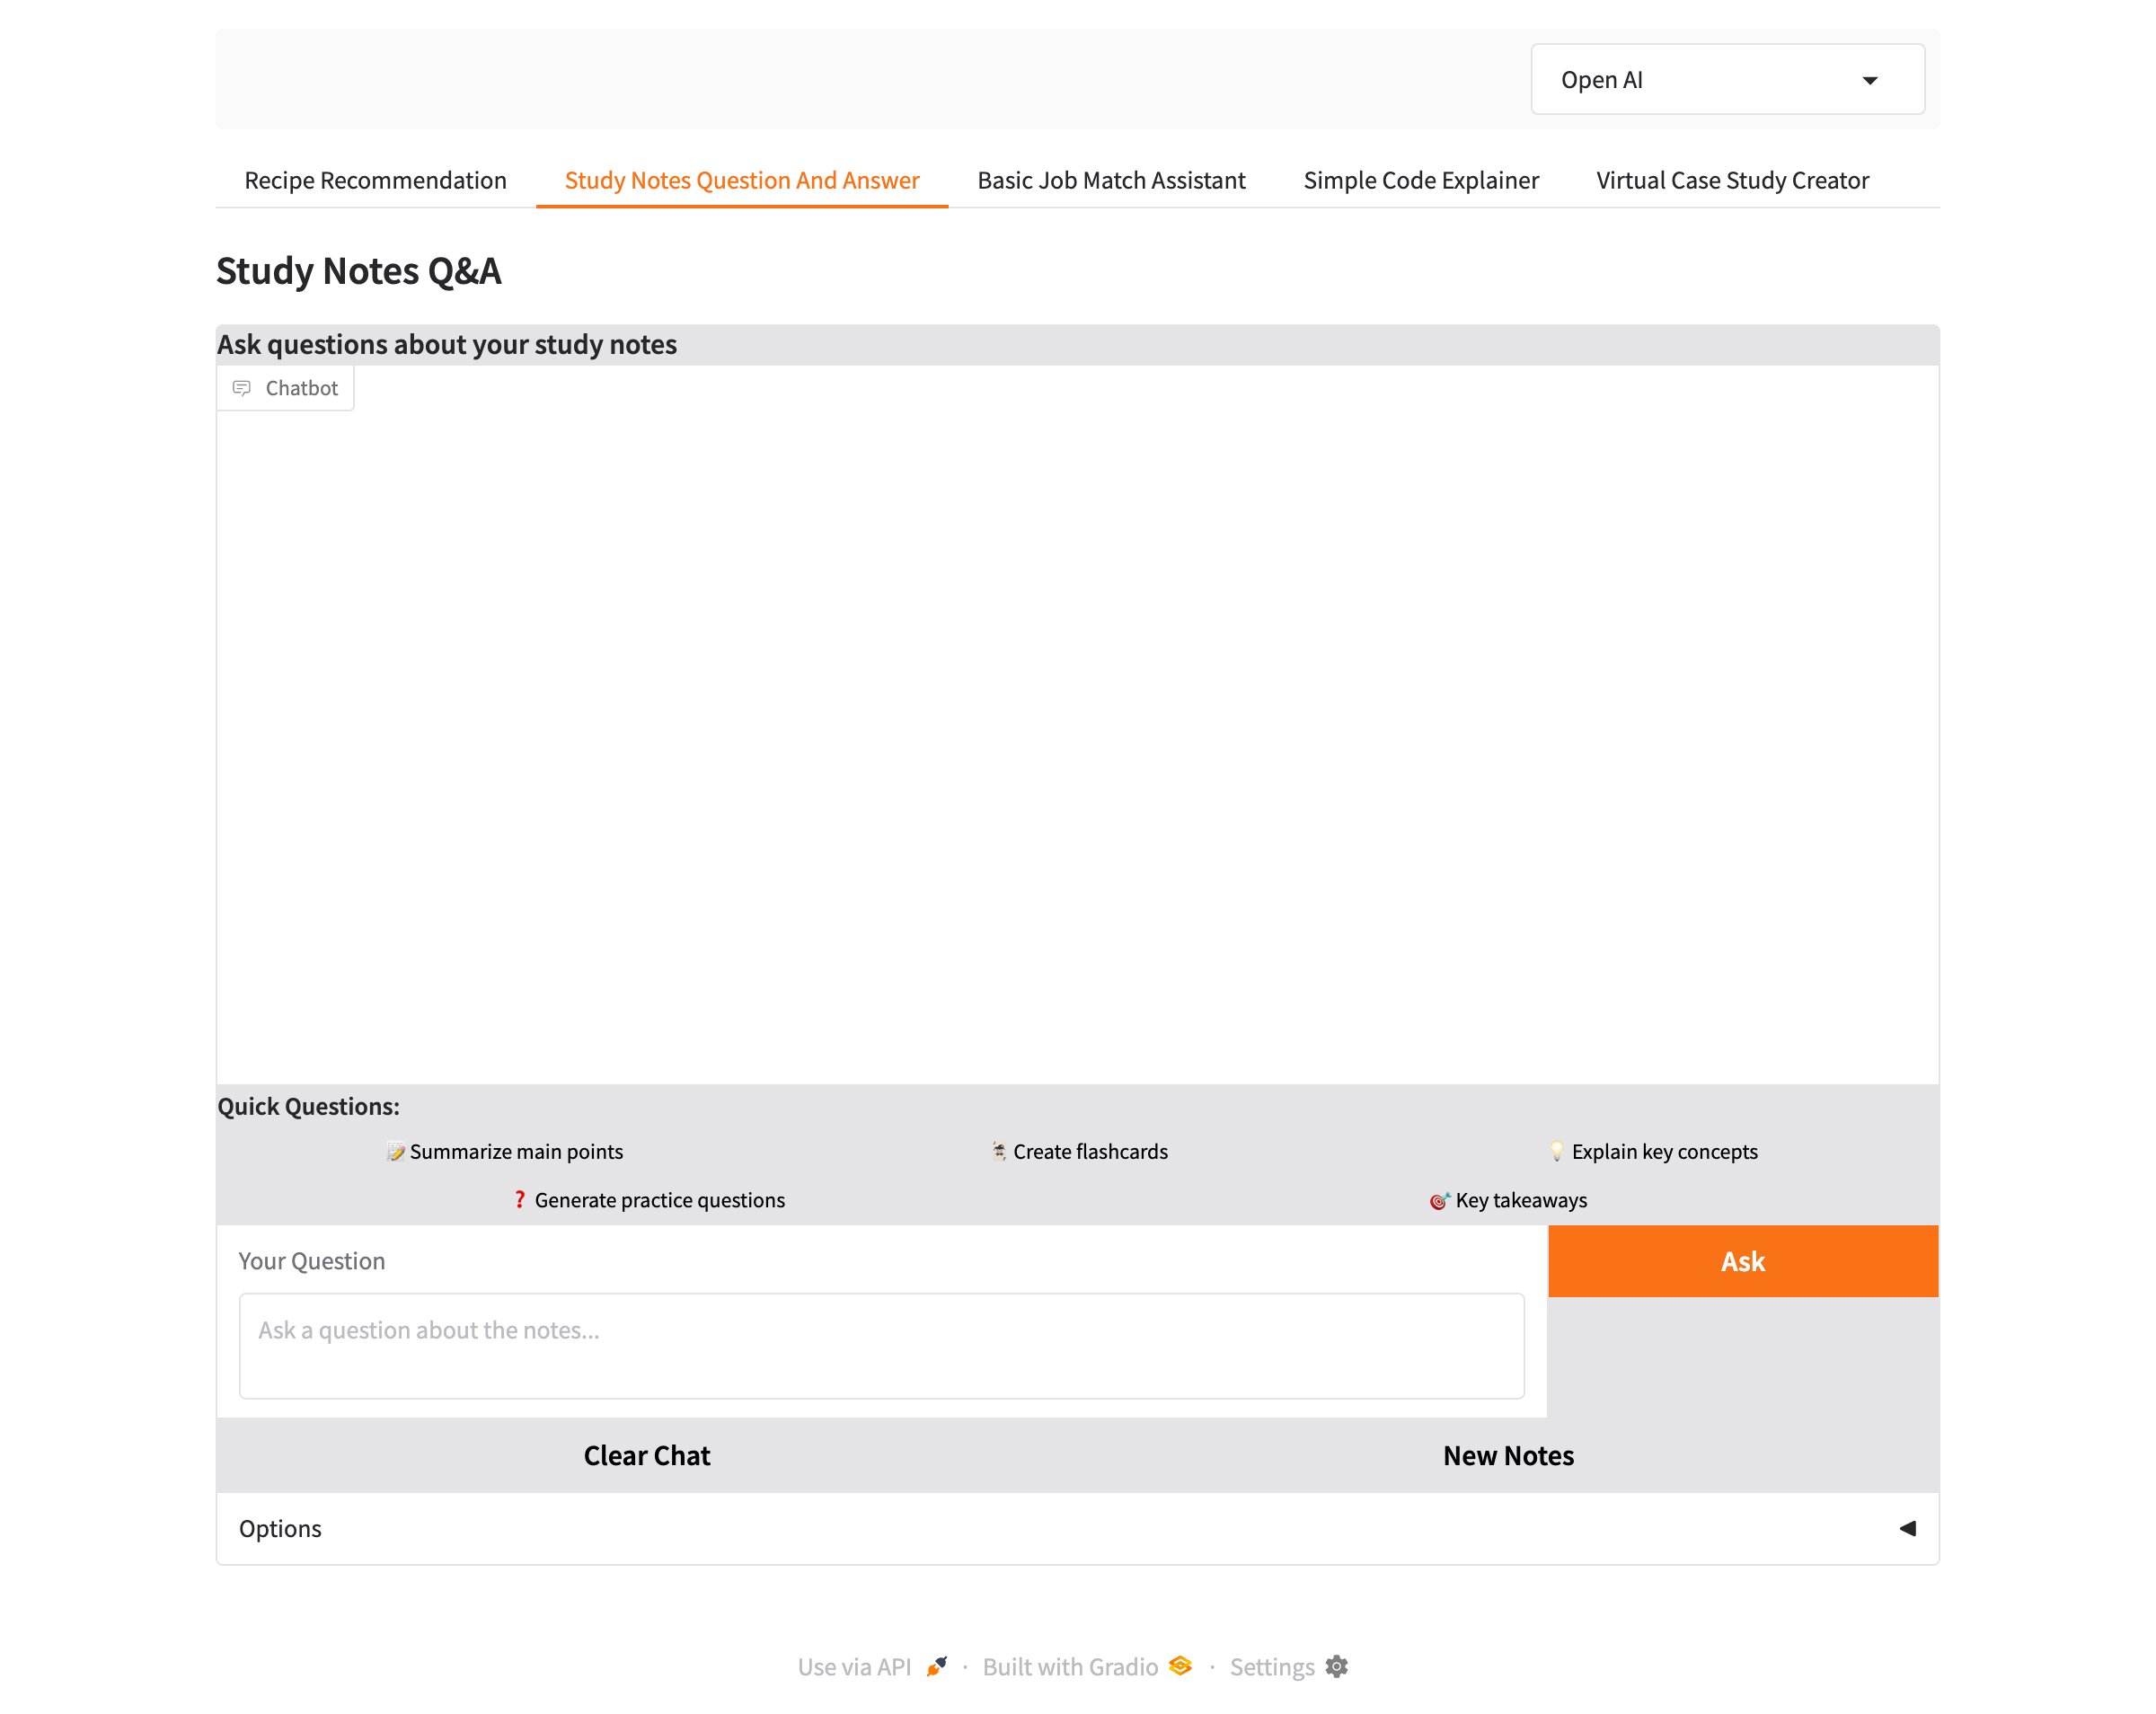 Open AI
Recipe Recommendation Study Notes Question And Answer Basic Job Match Assistant Simple Code Explainer Virtual Case Study Creator
Study Notes Q&A
Ask questions about your study notes
Chatbot
Quick Questions:
📝 Summarize main points 🃏 Create flashcards 💡 Explain key concepts
❓ Generate practice questions 🎯 Key takeaways
Your Question
Ask
Ask a question about the notes...
Clear Chat New Notes
Options
Use via API · Built with Gradio · Settings